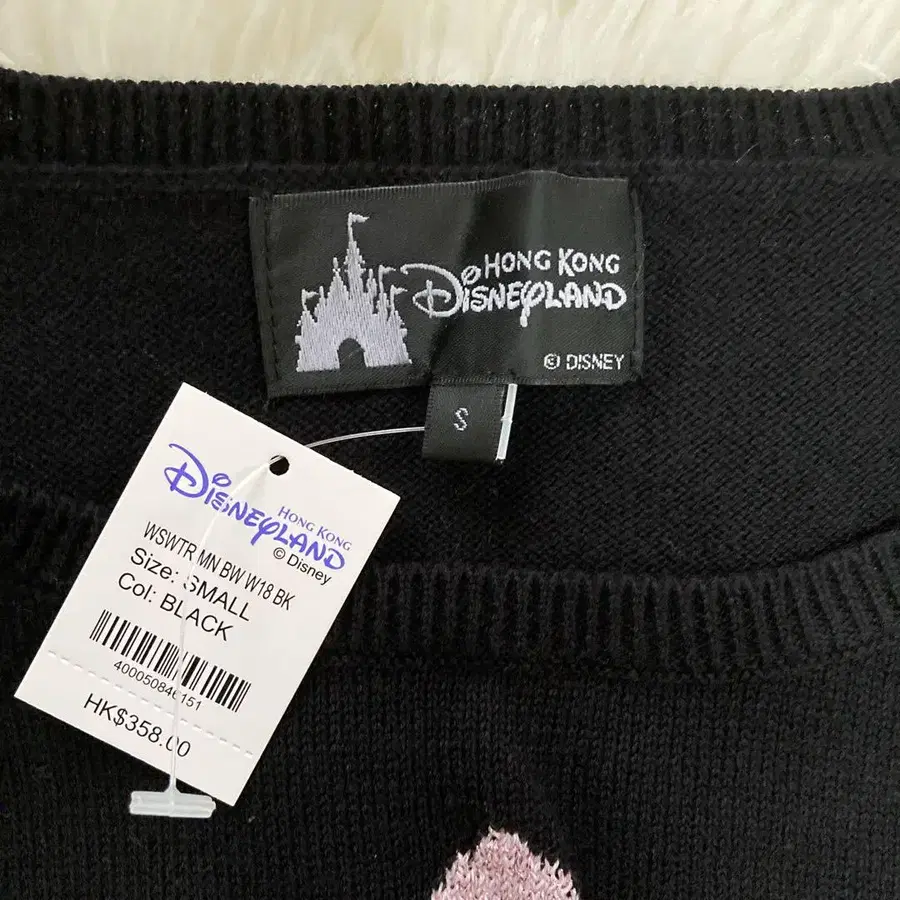 HONG KONG
DISNEYLAND
© DISNEY
S
HONG KONG
DISNEYLAND
© Disney
WSWTR MN BW W18 BK
Size: SMALL
Col: BLACK
400050846151
HK$358.00